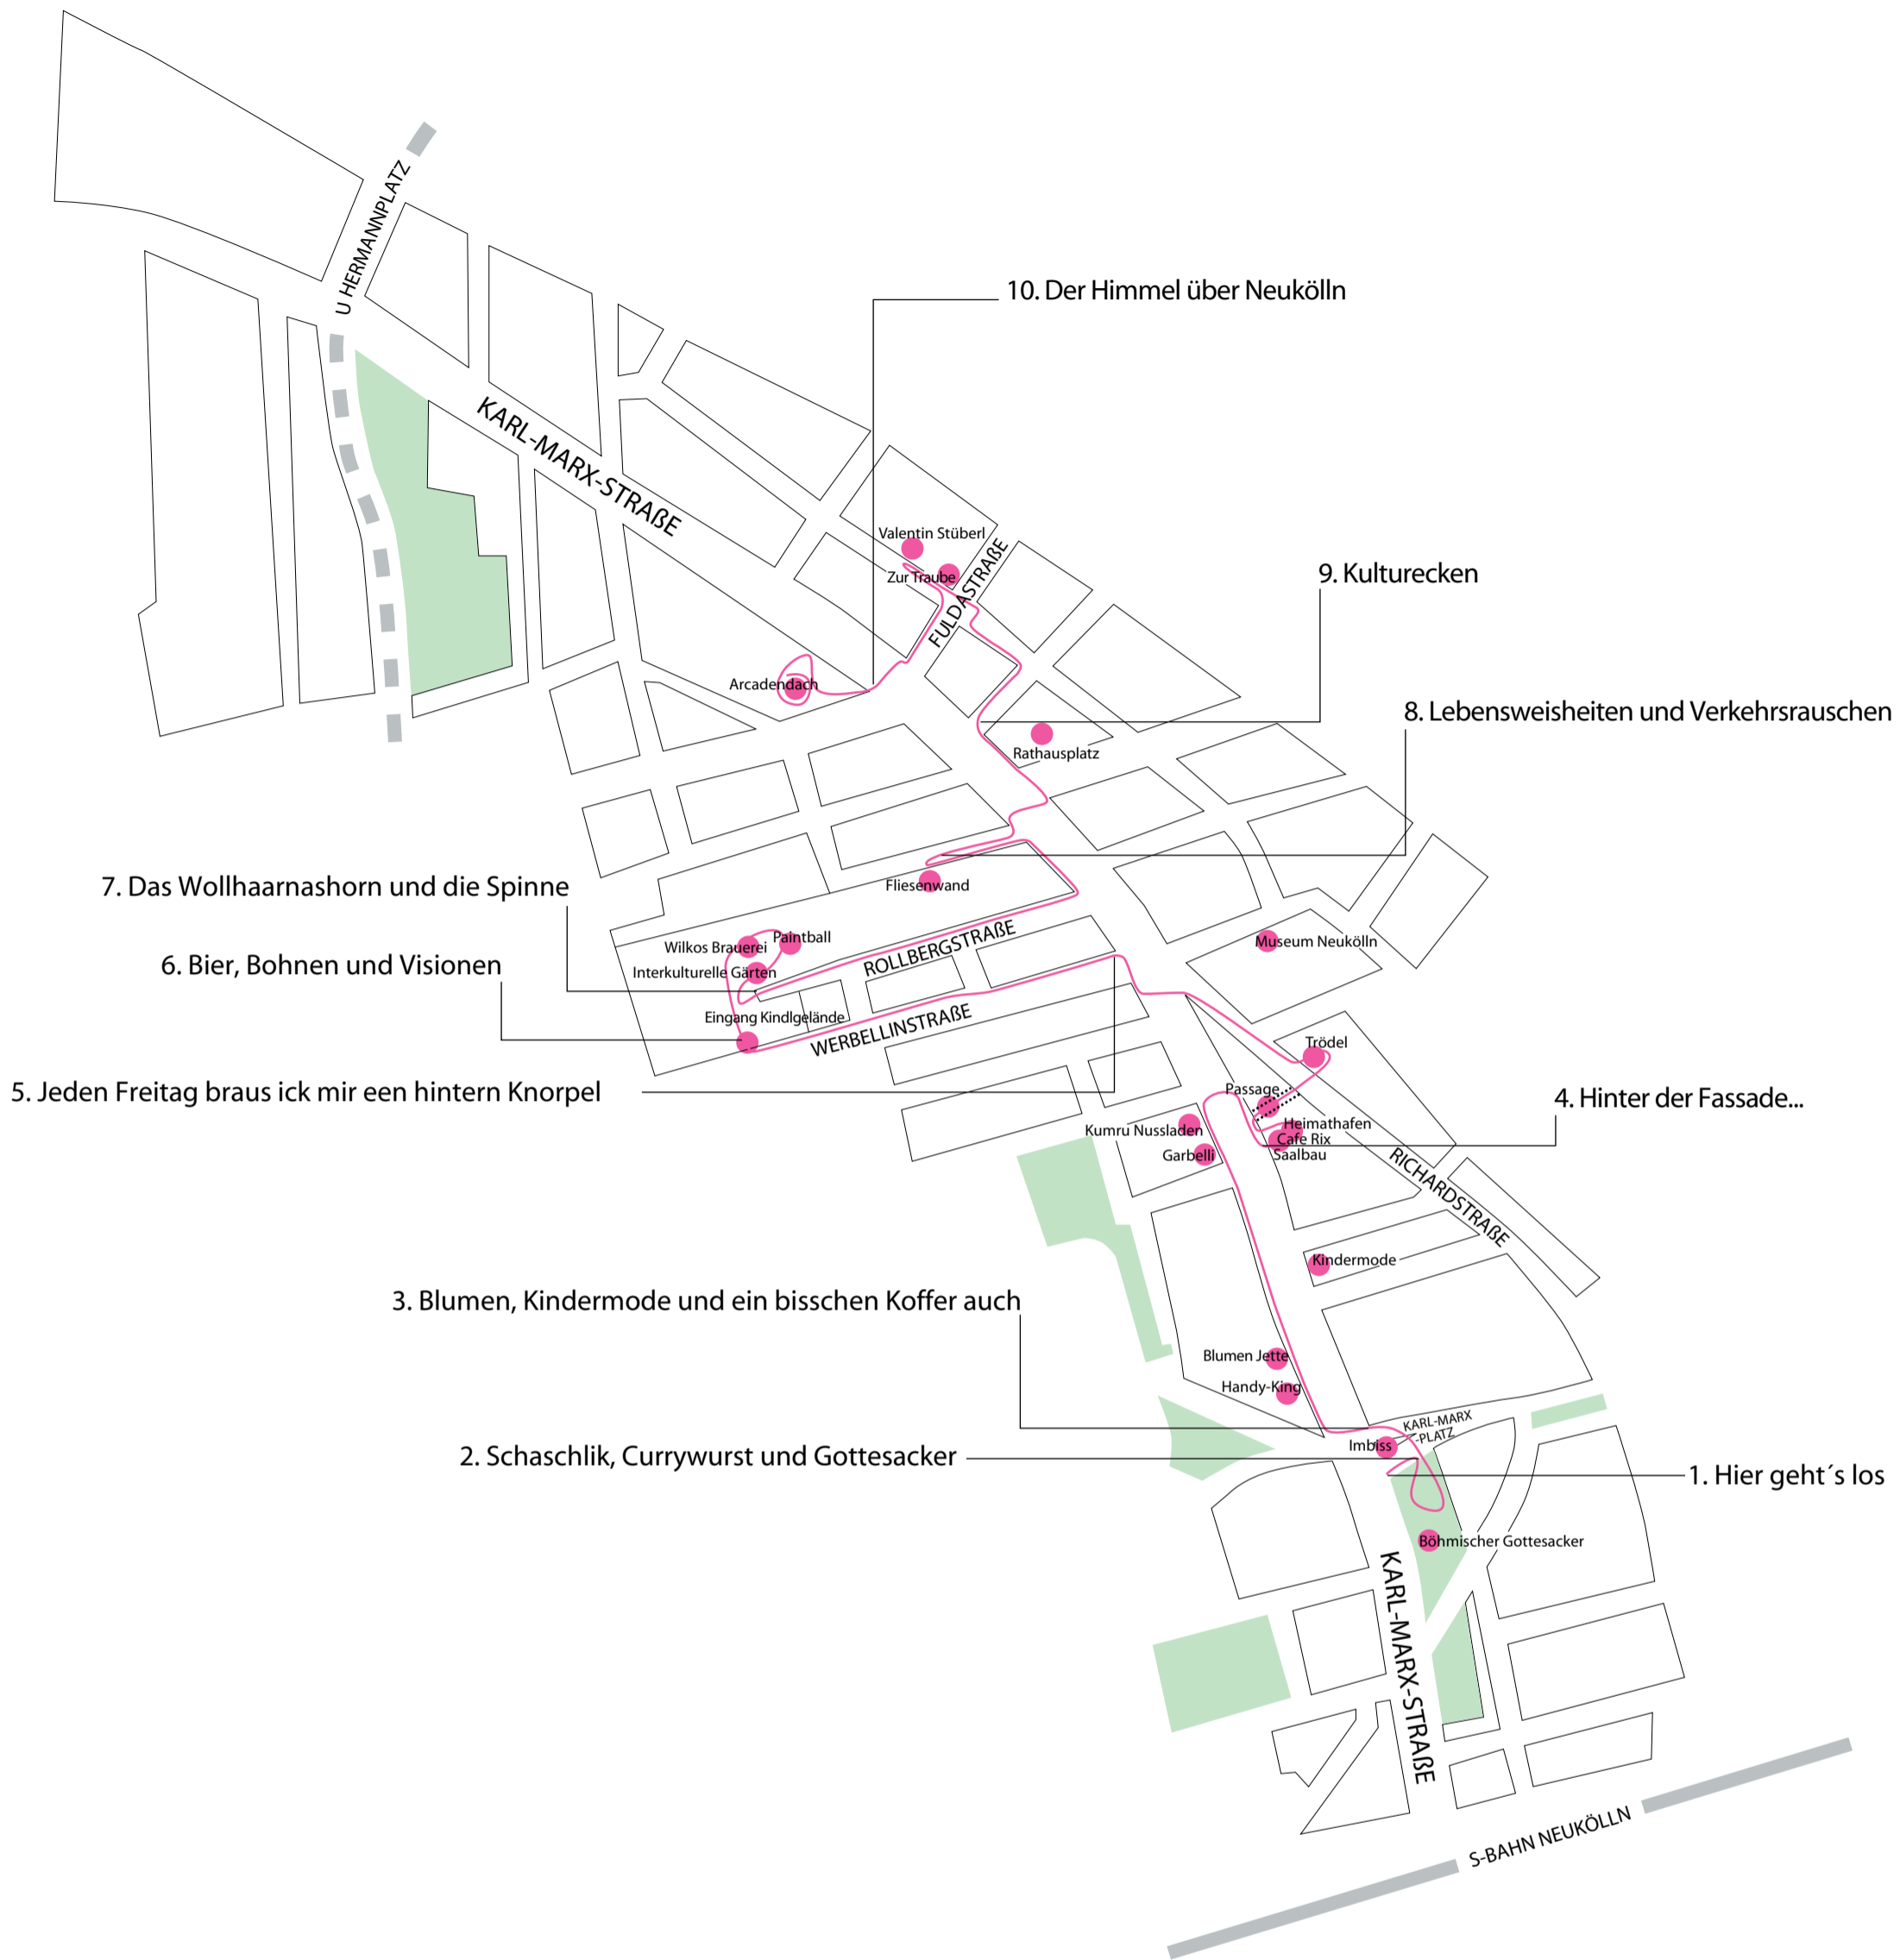 U HERMANNPLATZ
10. Der Himmel über Neukölln
KARL-MARX-STRAßE
Valentin Stüberl
Zur Traube
FULDASTRAßE
9. Kulturecken
Arcadendach
8. Lebensweisheiten und Verkehrsrauschen
Rathausplatz
7. Das Wollhaarnashorn und die Spinne
Fliesenwand
Wilkos Brauerei
Paintball
ROLLBERGSTRAßE
Museum Neukölln
6. Bier, Bohnen und Visionen
Interkulturelle Gärten
Eingang Kindlgelände
WERBELLINSTRAßE
Trödel
5. Jeden Freitag braus ick mir een hintern Knorpel
Passage
4. Hinter der Fassade...
Kumru Nussladen
Heimathafen
Cafe Rix
Garbelli
Saalbau
RICHARDSTRAßE
Kindermode
3. Blumen, Kindermode und ein bisschen Koffer auch
Blumen Jette
Handy-King
KARL-MARX
-PLATZ
Imbiss
2. Schaschlik, Currywurst und Gottesacker
1. Hier geht´s los
Böhmischer Gottesacker
KARL-MARX-STRAßE
S-BAHN NEUKÖLLN